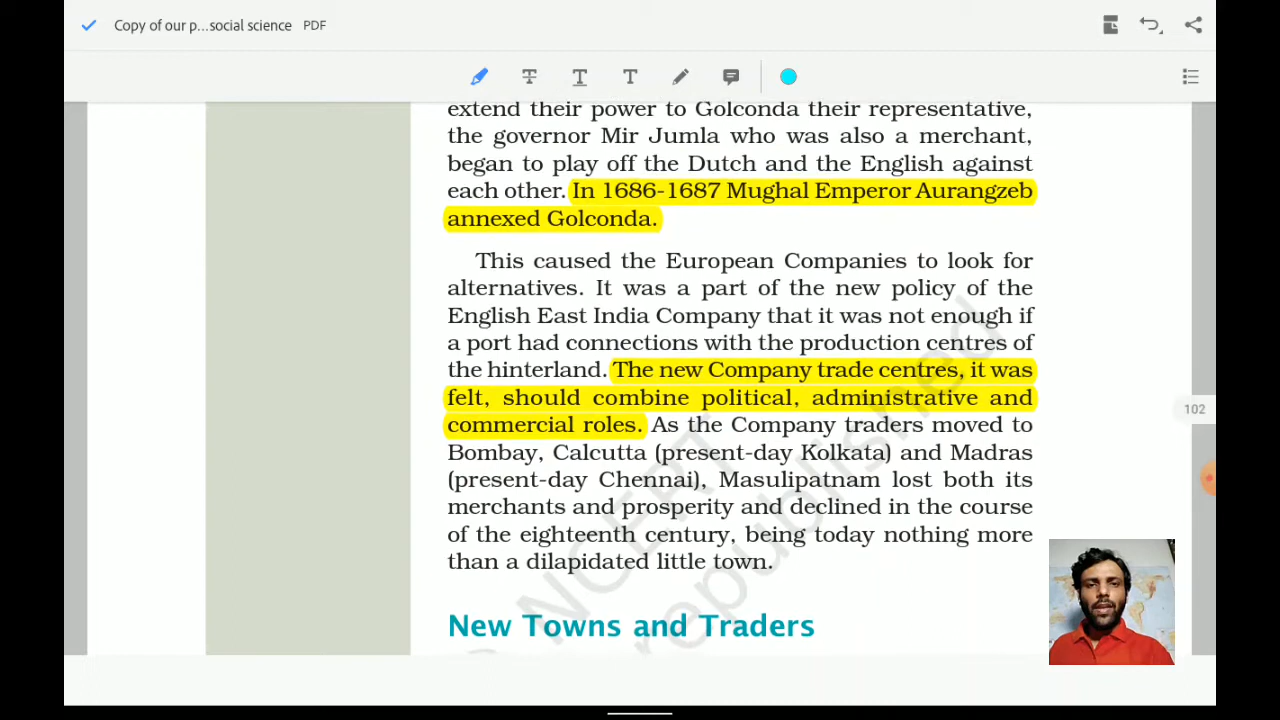 Copy of our p...social science PDF
extend their power to Golconda their representative,
the governor Mir Jumla who was also a merchant,
began to play off the Dutch and the English against
each other. In 1686-1687 Mughal Emperor Aurangzeb
annexed Golconda.
This caused the European Companies to look for
alternatives. It was a part of the new policy of the
English East India Company that it was not enough if
a port had connections with the production centres of
the hinterland. The new Company trade centres, it was
felt, should combine political, administrative and
commercial roles. As the Company traders moved to
Bombay, Calcutta (present-day Kolkata) and Madras
(present-day Chennai), Masulipatnam lost both its
merchants and prosperity and declined in the course
of the eighteenth century, being today nothing more
than a dilapidated little town.
New Towns and Traders
102
NCERT
republished